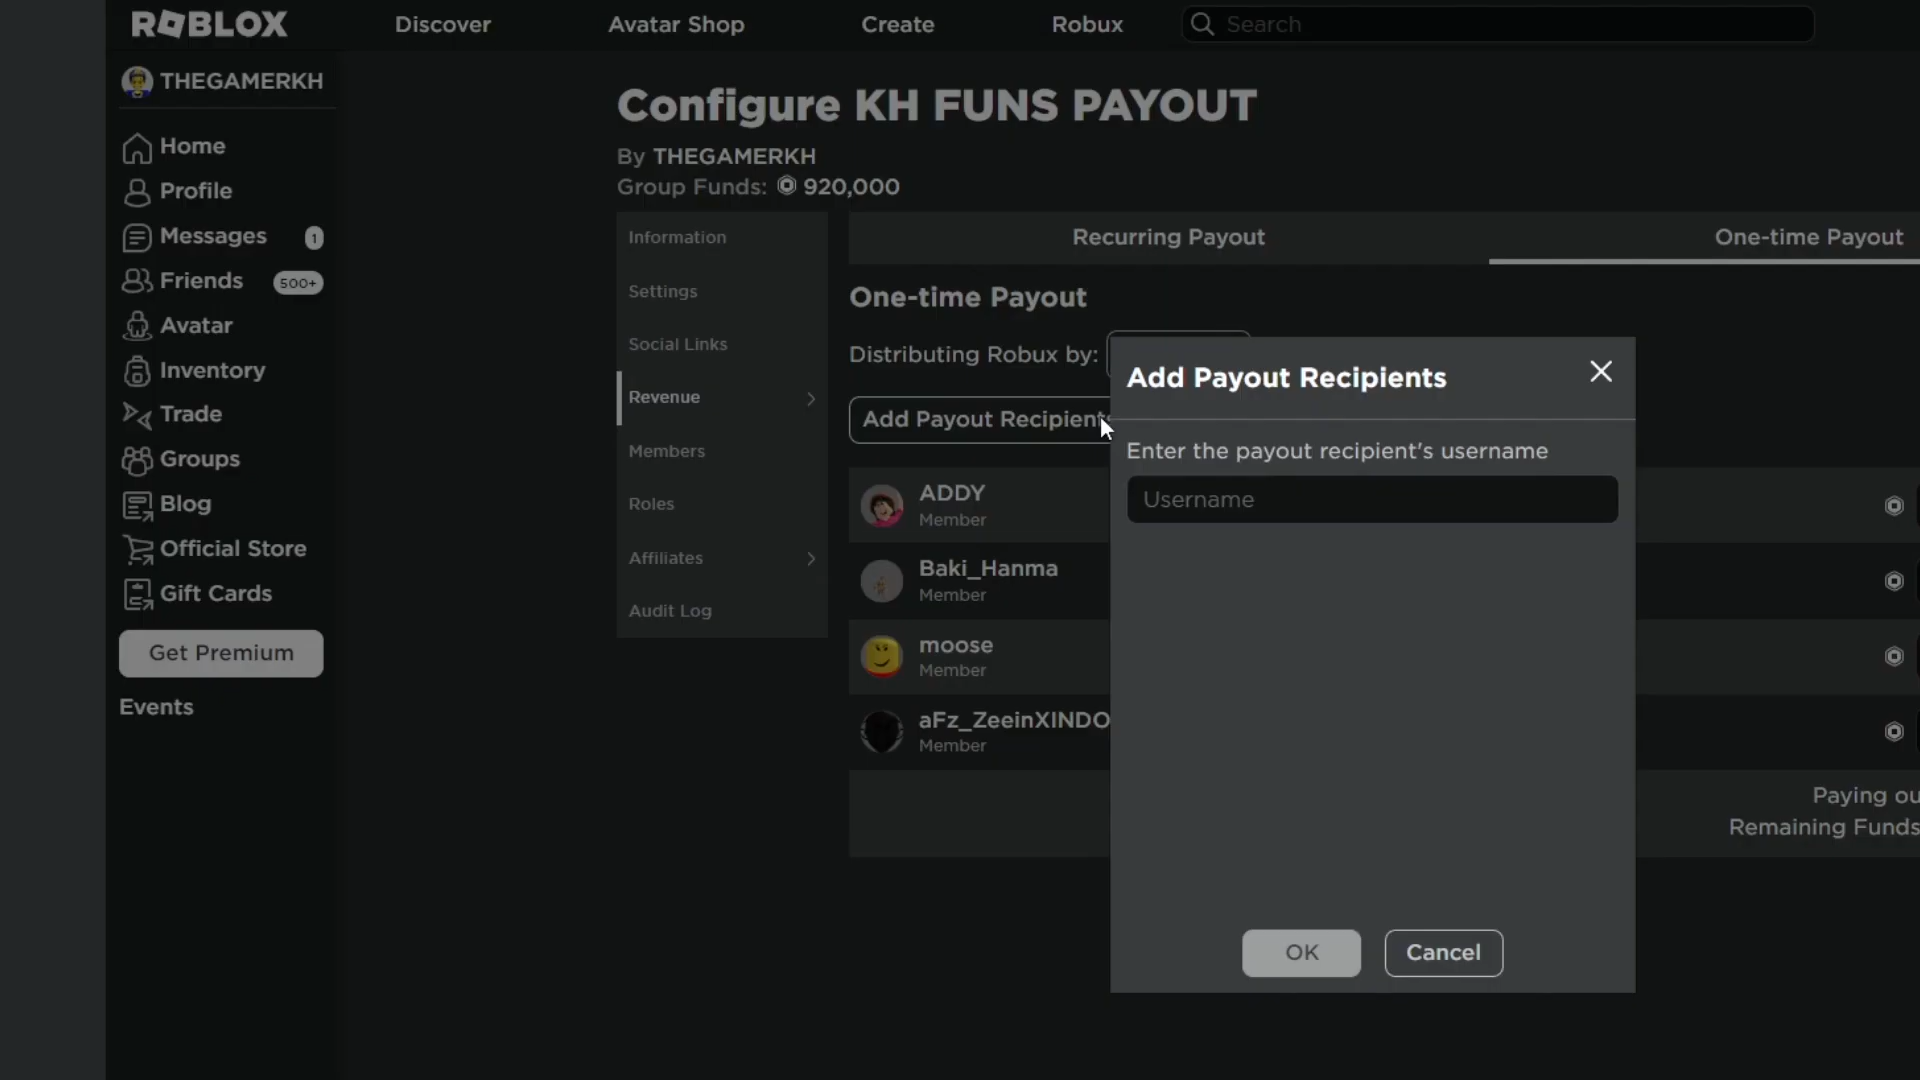 ROBLOX
Discover
Avatar Shop
Create
Robux
Search
THEGAMERKH
Home
Profile
Messages 1
Friends 500+
Avatar
Inventory
Trade
Groups
Blog
Official Store
Gift Cards
Get Premium
Events
Configure KH FUNS PAYOUT
By THEGAMERKH
Group Funds: 920,000
Information
Settings
Social Links
Revenue
Members
Roles
Affiliates
Audit Log
Recurring Payout
One-time Payout
One-time Payout
Distributing Robux by:
Add Payout Recipients
ADDY
Member
Baki_Hanma
Member
moose
Member
aFz_ZeeinXINDO
Member
Paying ou
Remaining Funds
Add Payout Recipients
Enter the payout recipient's username
Username
OK
Cancel